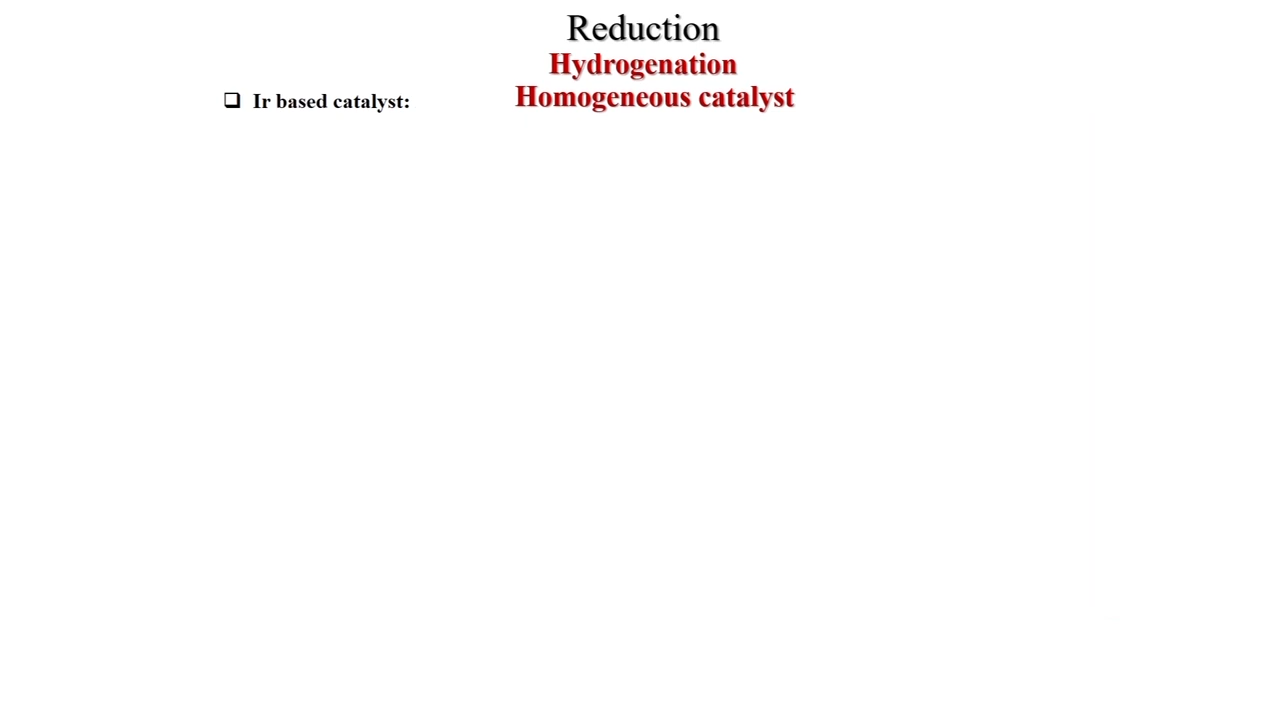 Reduction
Hydrogenation
Homogeneous catalyst
❑ Ir based catalyst: